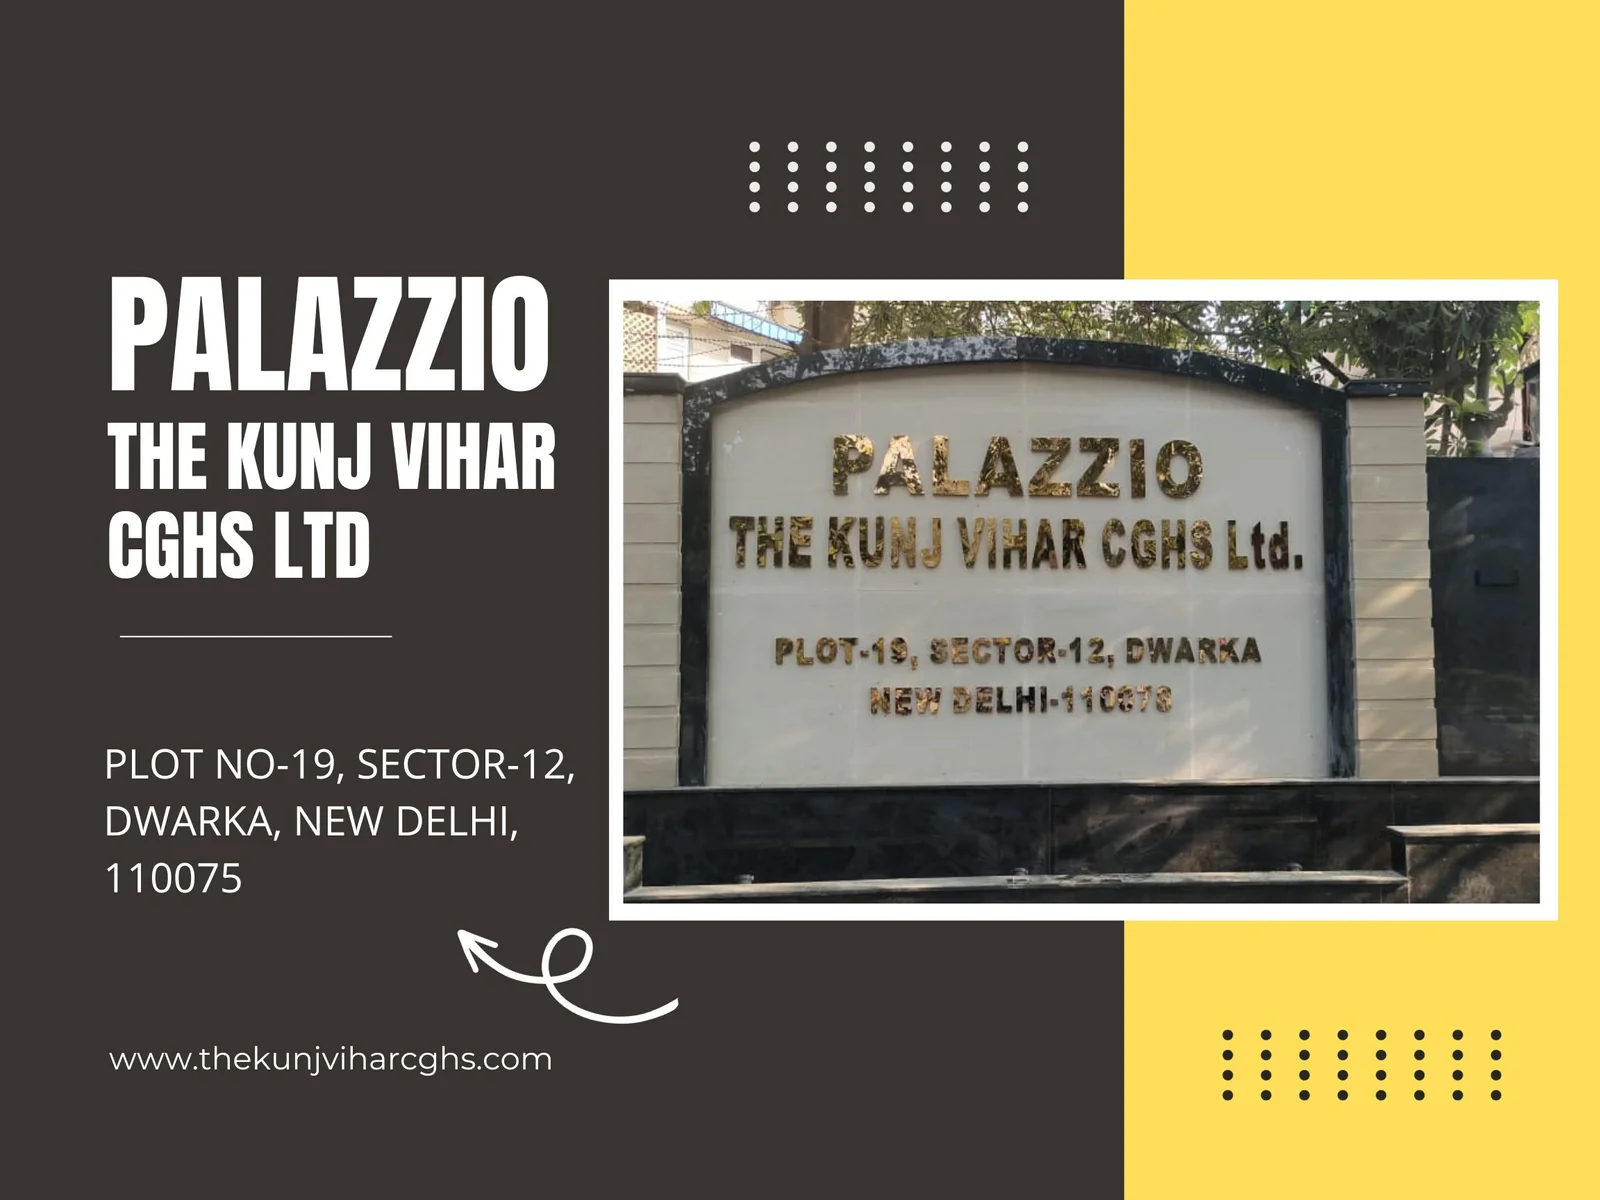 PALAZZIO
THE KUNJ VIHAR
CGHS LTD
PLOT NO-19, SECTOR-12,
DWARKA, NEW DELHI,
110075
www.thekunjviharcghs.com
PALAZZIO
THE KUNJ VIHAR CGHS Ltd.
PLOT-19, SECTOR-12, DWARKA
NEW DELHI-110078